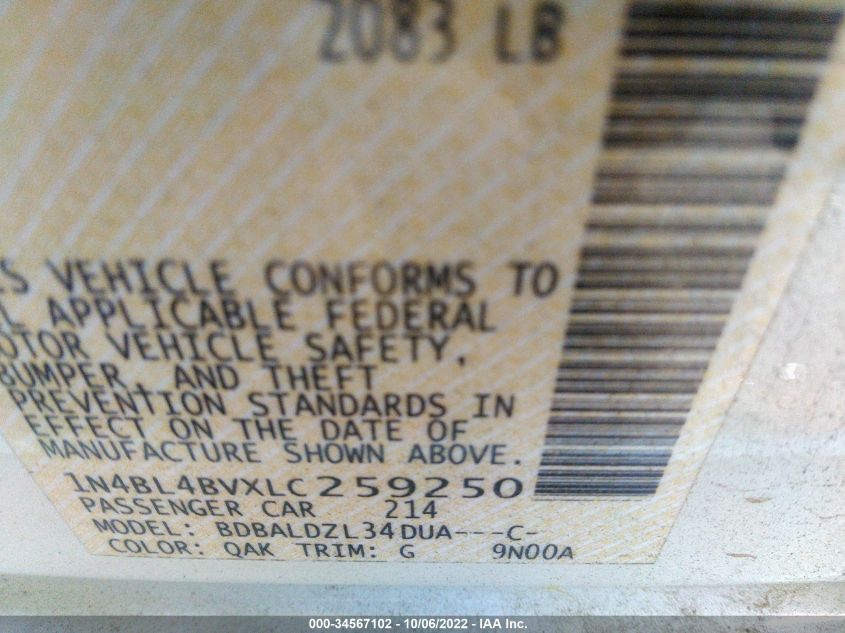 2083 LB
VEHICLE CONFORMS TO
APPLICABLE FEDERAL
VEHICLE SAFETY,
BUMPER, AND THEFT
PREVENTION STANDARDS IN
EFFECT ON THE DATE OF
MANUFACTURE SHOWN ABOVE.
1N4BL4BVXLC259250
PASSENGER CAR 214
MODEL: BDBALDZL34DUA---C-
COLOR: QAK TRIM: G 9N00A
000-34567102 - 10/06/2022 - IAA Inc.